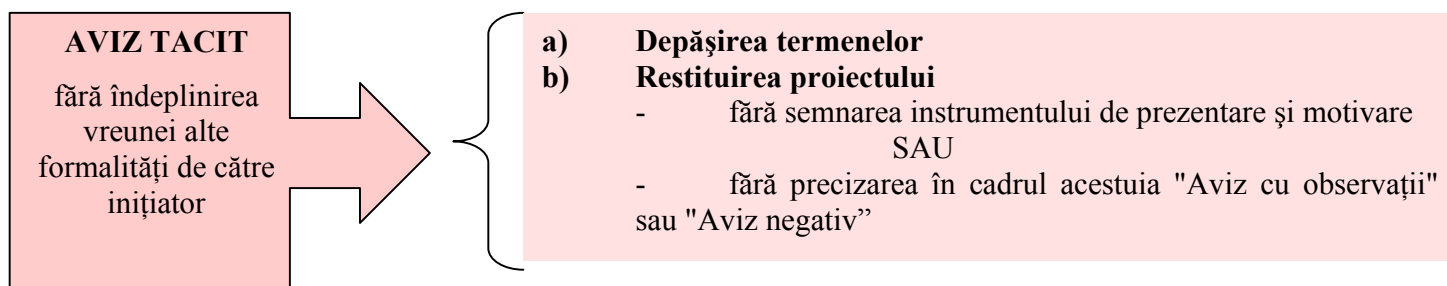 AVIZ TACIT
fără îndeplinirea
vreunei alte
formalități de către
inițiator
a) Depăşirea termenelor
b) Restituirea proiectului
- fără semnarea instrumentului de prezentare şi motivare
SAU
- fără precizarea în cadrul acestuia "Aviz cu observații"
sau "Aviz negativ”